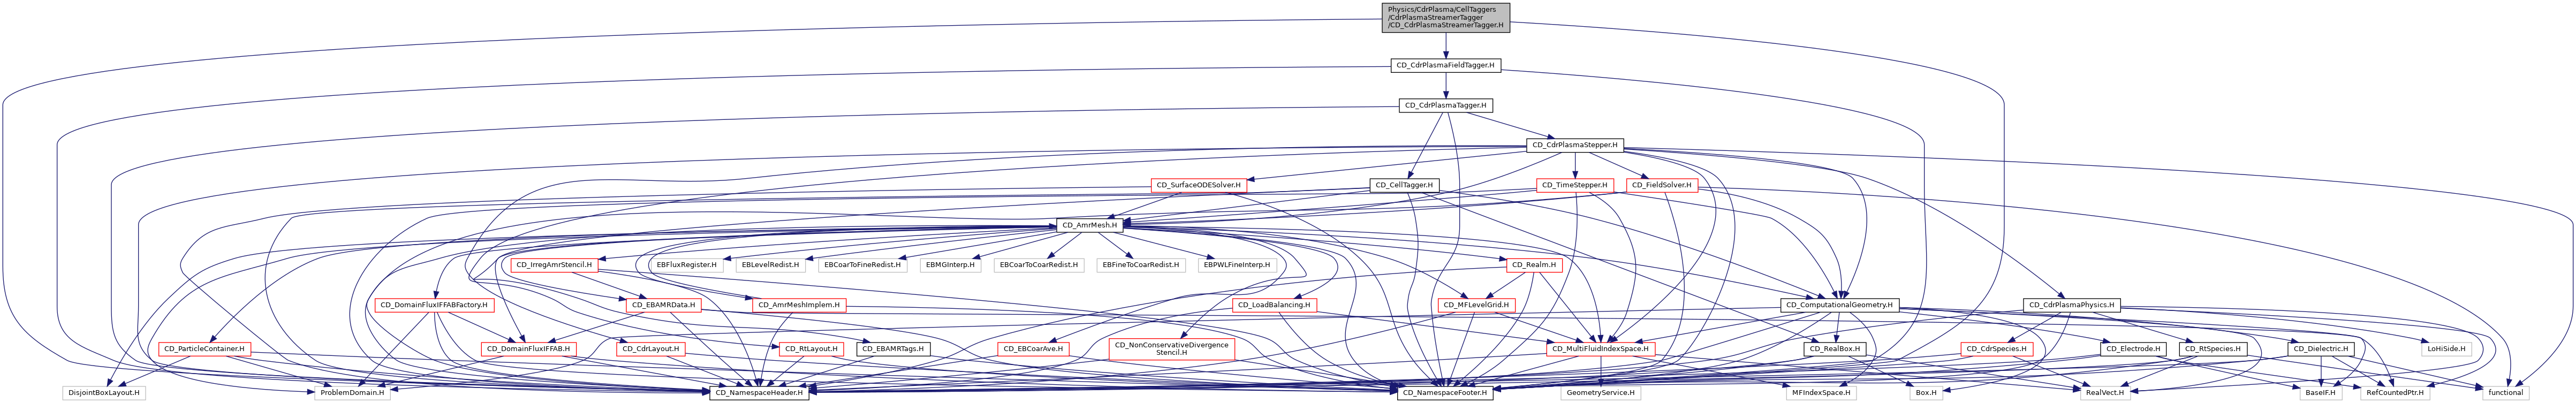 Physics/CdrPlasma/CellTaggers
/CdrPlasmaStreamerTagger
/CD_CdrPlasmaStreamerTagger.H
CD_CdrPlasmaFieldTagger.H
CD_CdrPlasmaTagger.H
CD_CdrPlasmaStepper.H
CD_SurfaceODESolver.H
CD_CellTagger.H
CD_TimeStepper.H
CD_FieldSolver.H
CD_AmrMesh.H
CD_IrregAmrStencil.H
EBFluxRegister.H
EBLevelRedist.H
EBCoarToFineRedist.H
EBMGInterp.H
EBCoarToCoarRedist.H
EBFineToCoarRedist.H
EBPWLFineInterp.H
CD_Realm.H
CD_DomainFluxIFFABFactory.H
CD_EBAMRData.H
CD_AmrMeshImplem.H
CD_LoadBalancing.H
CD_MFLevelGrid.H
CD_ComputationalGeometry.H
CD_CdrPlasmaPhysics.H
CD_ParticleContainer.H
CD_DomainFluxIFFAB.H
CD_CdrLayout.H
CD_RtLayout.H
CD_EBAMRTags.H
CD_EBCoarAve.H
CD_NonConservativeDivergence
Stencil.H
CD_MultiFluidIndexSpace.H
CD_RealBox.H
CD_CdrSpecies.H
CD_Electrode.H
CD_RtSpecies.H
CD_Dielectric.H
LoHiSide.H
DisjointBoxLayout.H
ProblemDomain.H
CD_NamespaceHeader.H
CD_NamespaceFooter.H
GeometryService.H
MFIndexSpace.H
Box.H
RealVect.H
BaseIF.H
RefCountedPtr.H
functional